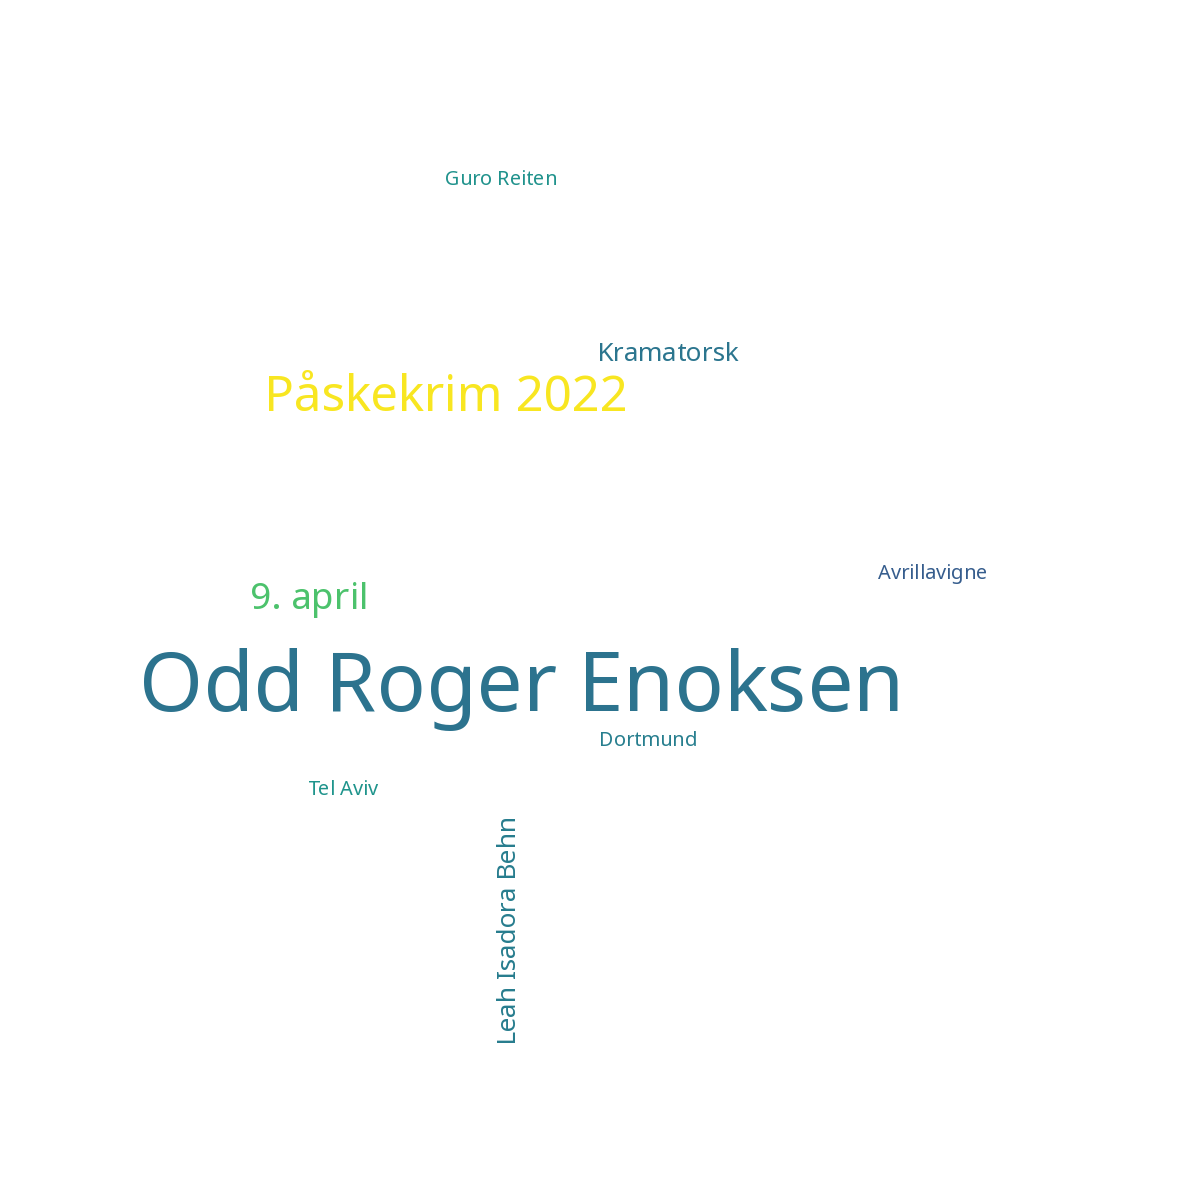 Guro Reiten
Kramatorsk
Påskekrim 2022
Avrillavigne
9. april
Odd Roger Enoksen
Dortmund
Tel Aviv
Leah Isadora Behn